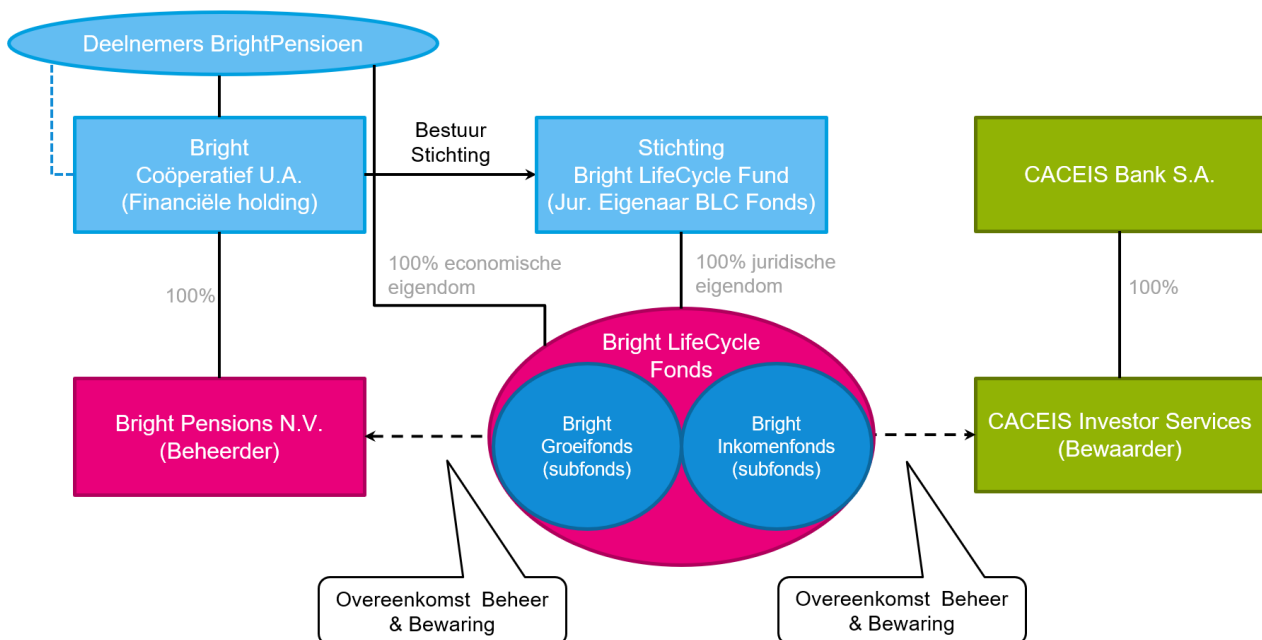 Deelnemers BrightPensioen
Bright
Coöperatief U.A.
(Financiële holding)
Bestuur
Stichting
Stichting
Bright LifeCycle Fund
(Jur. Eigenaar BLC Fonds)
CACEIS Bank S.A.
100%
100% economische
eigendom
100% juridische
eigendom
100%
Bright LifeCycle
Fonds
Bright Pensions N.V.
(Beheerder)
Bright
Groeifonds
(subfonds)
Bright
Inkomenfonds
(subfonds)
CACEIS Investor Services
(Bewaarder)
Overeenkomst Beheer
& Bewaring
Overeenkomst Beheer
& Bewaring